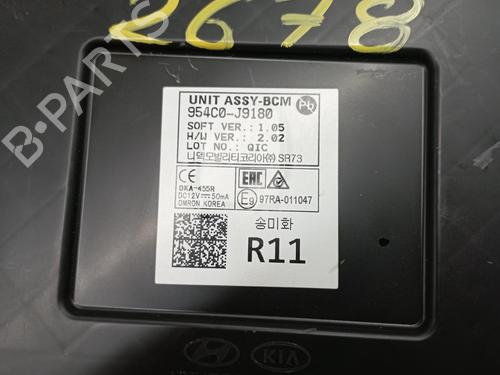 2678
UNIT ASSY-BCM
Pb
954C0-J9180
SOFT VER.: 1.05
H/W VER.: 2.02
LOT NO.: QIC
니덱모빌리티코리아㈜ SR73
OKA-455R
DC12V 50mA
OMRON KOREA
CE
EAC
E9 97RA-011047
송미화
R11
HYUNDAI
KIA
B-PARTS